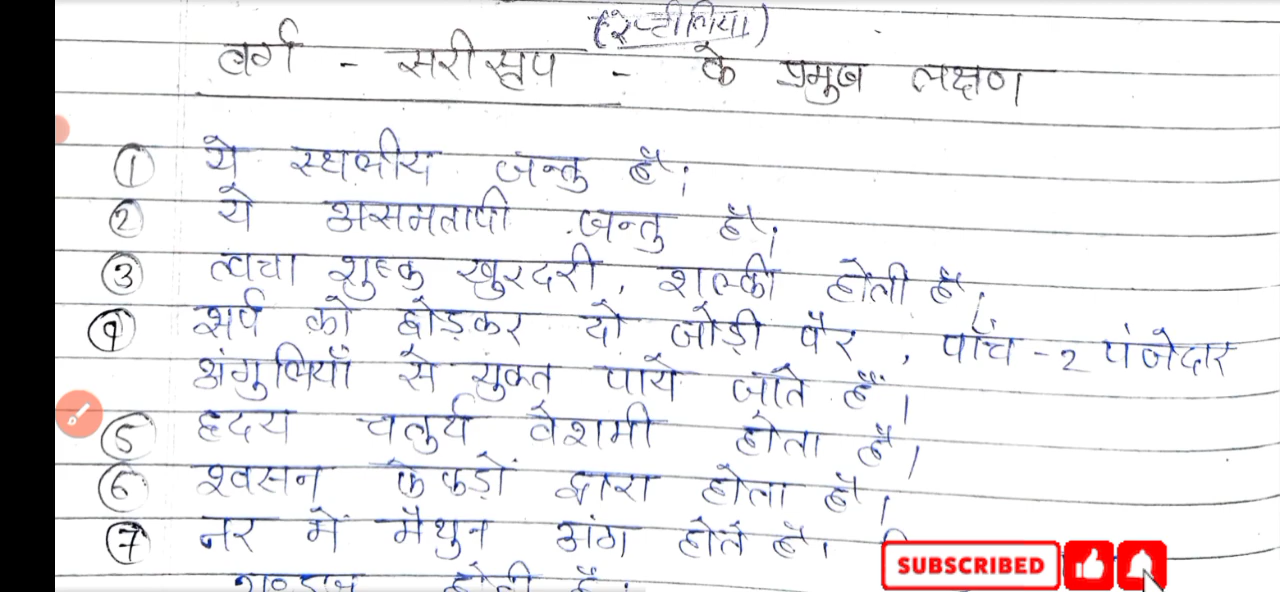 (रेप्टीलिया)
वर्ग - सरीसृप - के प्रमुख लक्षण
① ये स्थलीय जन्तु है।
② ये असमतापी जन्तु है।
③ त्वचा शुष्क खुरदरी, शल्की होती है।
④ सर्प को छोड़कर दो जोड़ी पैर, पाँच-2 पंजेदार
अंगुलियाँ से युक्त पाये जाते हैं।
⑤ हृदय चतुर्थ वेशमी होता है।
⑥ श्वसन फेफड़ों द्वारा होता है।
⑦ नर में मैथुन अंग होते है।
होती है।
SUBSCRIBED